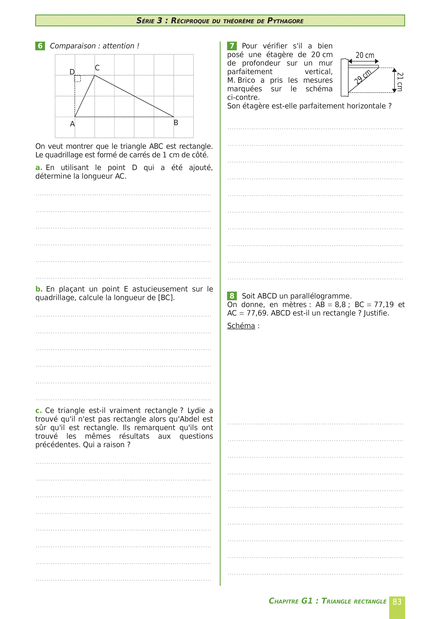 SÉRIE 3 : RÉCIPROQUE DU THÉORÈME DE PYTHAGORE
6 Comparaison : attention !
D
C
A
B
On veut montrer que le triangle ABC est rectangle.
Le quadrillage est formé de carrés de 1 cm de côté.
a. En utilisant le point D qui a été ajouté,
détermine la longueur AC.
b. En plaçant un point E astucieusement sur le
quadrillage, calcule la longueur de [BC].
c. Ce triangle est-il vraiment rectangle ? Lydie a
trouvé qu'il n'est pas rectangle alors qu'Abdel est
sûr qu'il est rectangle. Ils remarquent qu'ils ont
trouvé les mêmes résultats aux questions
précédentes. Qui a raison ?
7 Pour vérifier s'il a bien
posé une étagère de 20 cm
de profondeur sur un mur
parfaitement vertical,
M. Brico a pris les mesures
marquées sur le schéma
ci-contre.
20 cm
29 cm
21 cm
Son étagère est-elle parfaitement horizontale ?
8 Soit ABCD un parallélogramme.
On donne, en mètres : AB = 8,8 ; BC = 77,19 et
AC = 77,69. ABCD est-il un rectangle ? Justifie.
Schéma :
CHAPITRE G1 : TRIANGLE RECTANGLE 83